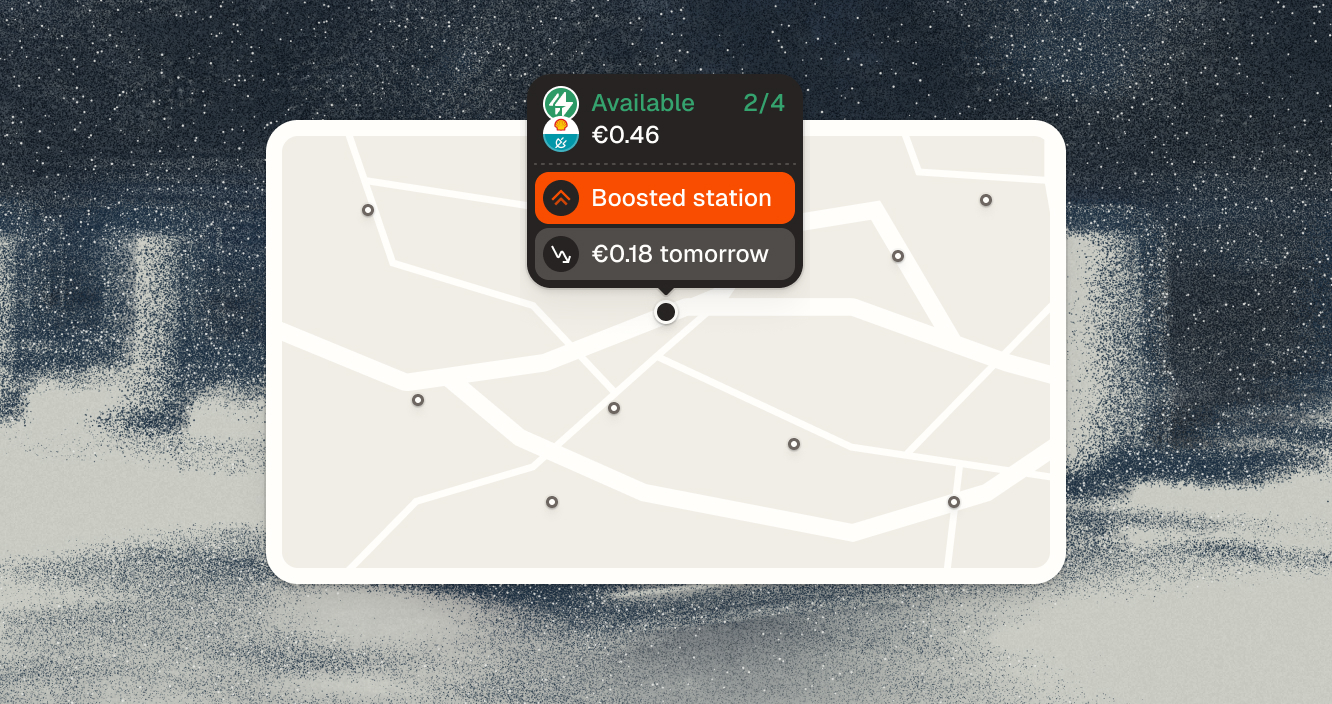 Available 2/4
€0.46
Boosted station
€0.18 tomorrow